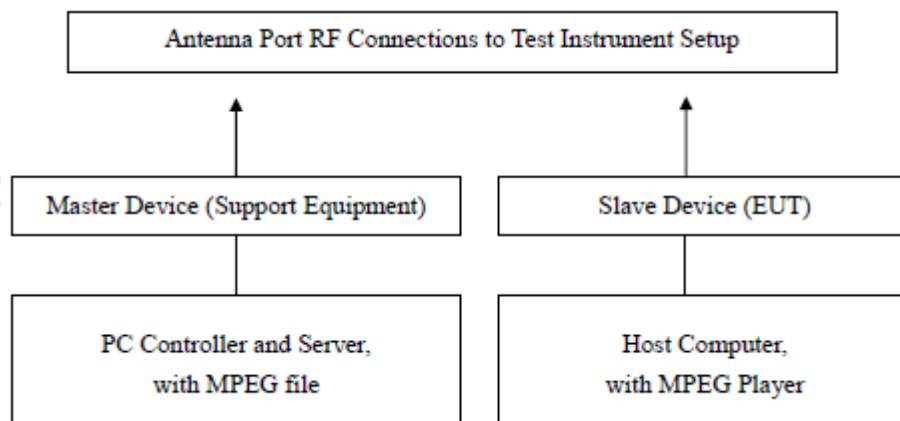 Antenna Port RF Connections to Test Instrument Setup
Master Device (Support Equipment)
Slave Device (EUT)
PC Controller and Server,
with MPEG file
Host Computer,
with MPEG Player